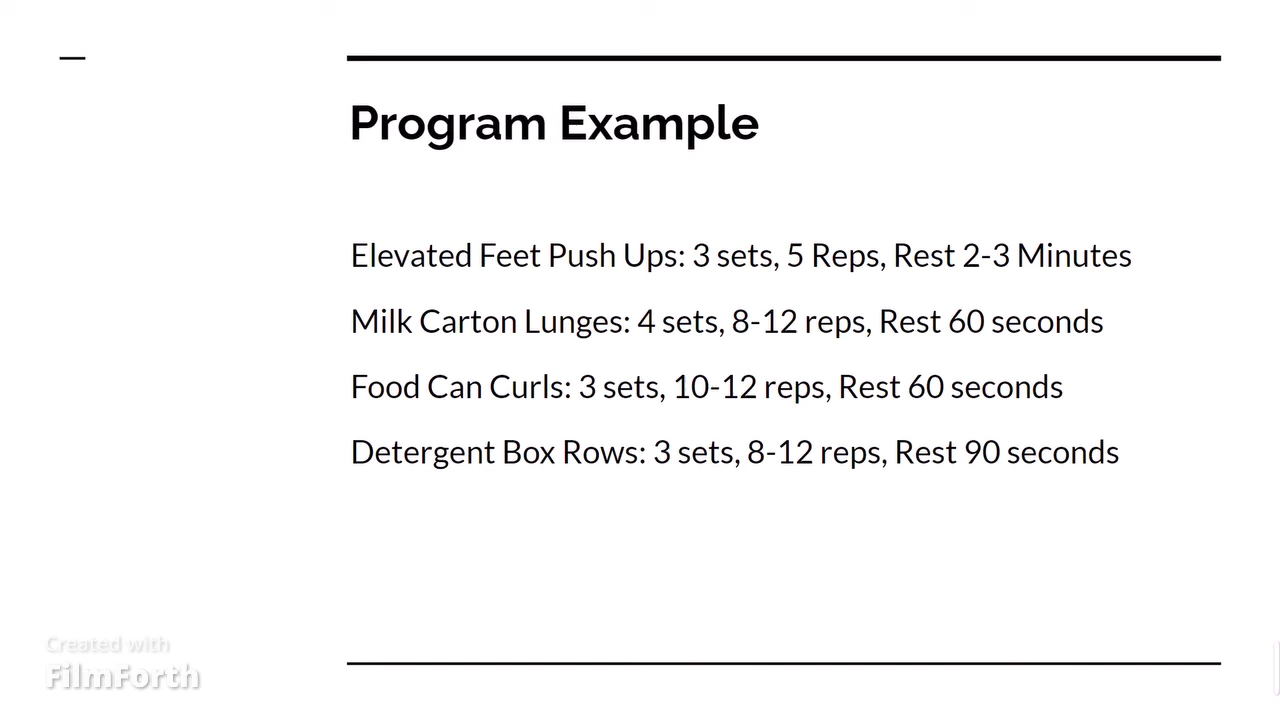 Program Example
Elevated Feet Push Ups: 3 sets, 5 Reps, Rest 2-3 Minutes
Milk Carton Lunges: 4 sets, 8-12 reps, Rest 60 seconds
Food Can Curls: 3 sets, 10-12 reps, Rest 60 seconds
Detergent Box Rows: 3 sets, 8-12 reps, Rest 90 seconds
Created with
FilmForth